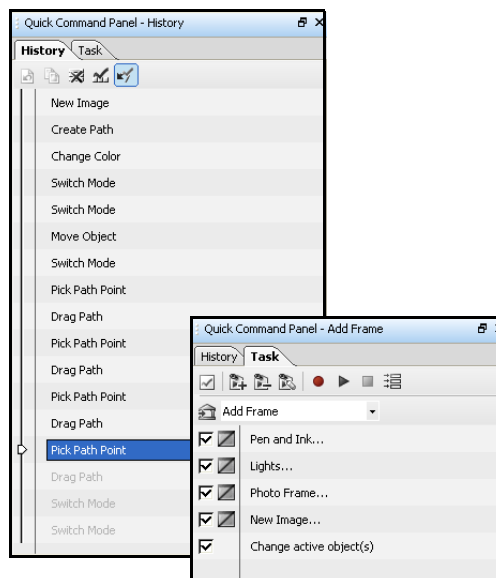 Quick Command Panel - History
History Task
New Image
Create Path
Change Color
Switch Mode
Switch Mode
Move Object
Switch Mode
Pick Path Point
Drag Path
Pick Path Point
Drag Path
Pick Path Point
Drag Path
Pick Path Point
Drag Path
Switch Mode
Switch Mode
Quick Command Panel - Add Frame
History Task
Add Frame
Pen and Ink...
Lights...
Photo Frame...
New Image...
Change active object(s)